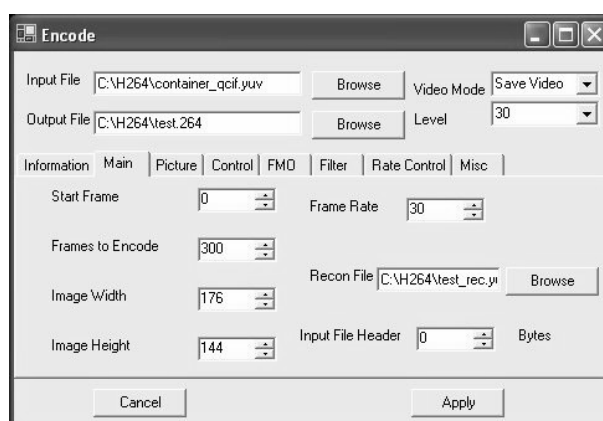 Encode
Input File C:\H264\container_qcif.yuv Browse Video Mode Save Video
Output File C:\H264\test.264 Browse Level 30
Information Main Picture Control FMO Filter Rate Control Misc
Start Frame 0 Frame Rate 30
Frames to Encode 300
Recon File C:\H264\test_rec.y Browse
Image Width 176
Input File Header 0 Bytes
Image Height 144
Cancel Apply